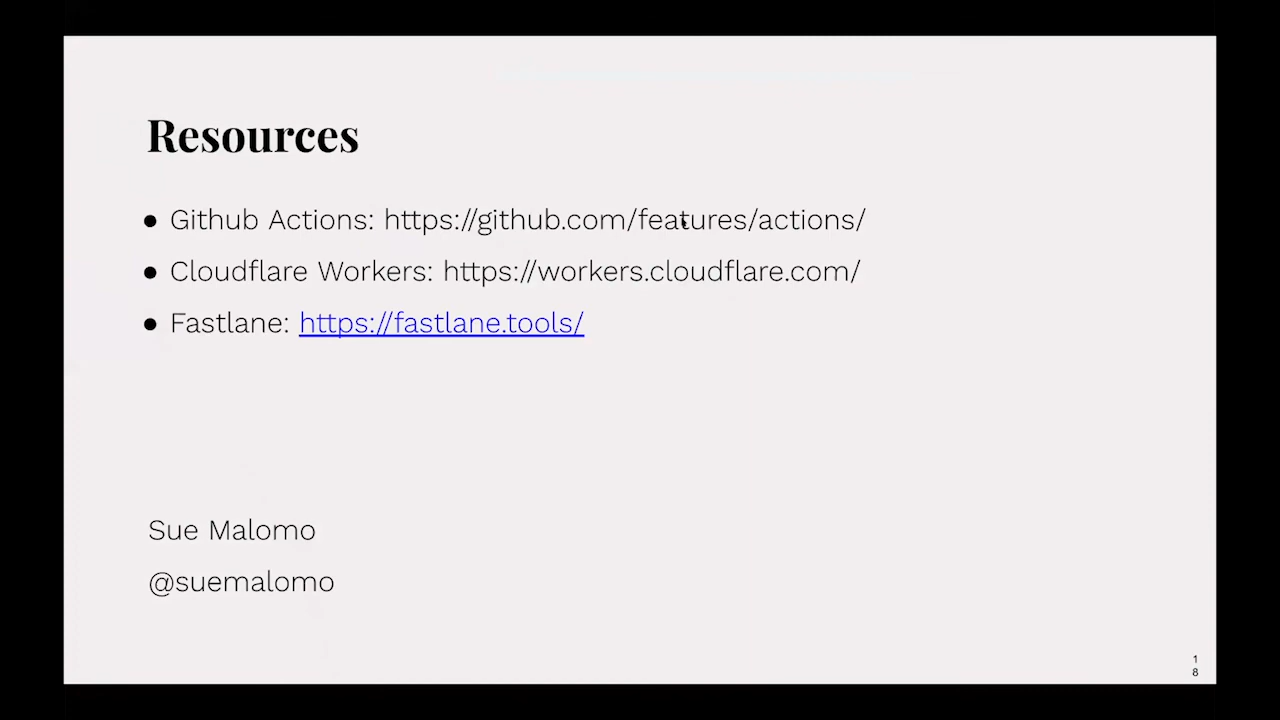 Resources
● Github Actions: https://github.com/features/actions/
● Cloudflare Workers: https://workers.cloudflare.com/
● Fastlane: https://fastlane.tools/
Sue Malomo
@suemalomo
1
8